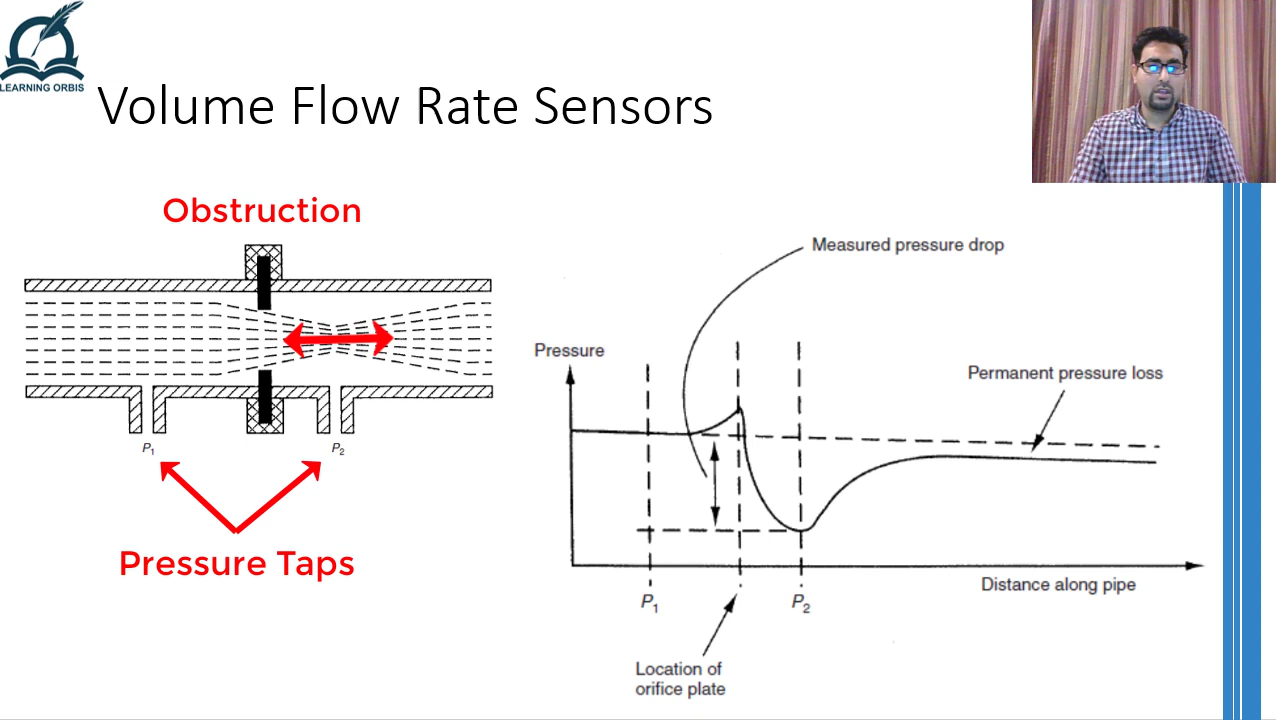 LEARNING ORBIS
Volume Flow Rate Sensors
Obstruction
P1
P2
Pressure Taps
Measured pressure drop
Pressure
Permanent pressure loss
Distance along pipe
P1
P2
Location of
orifice plate